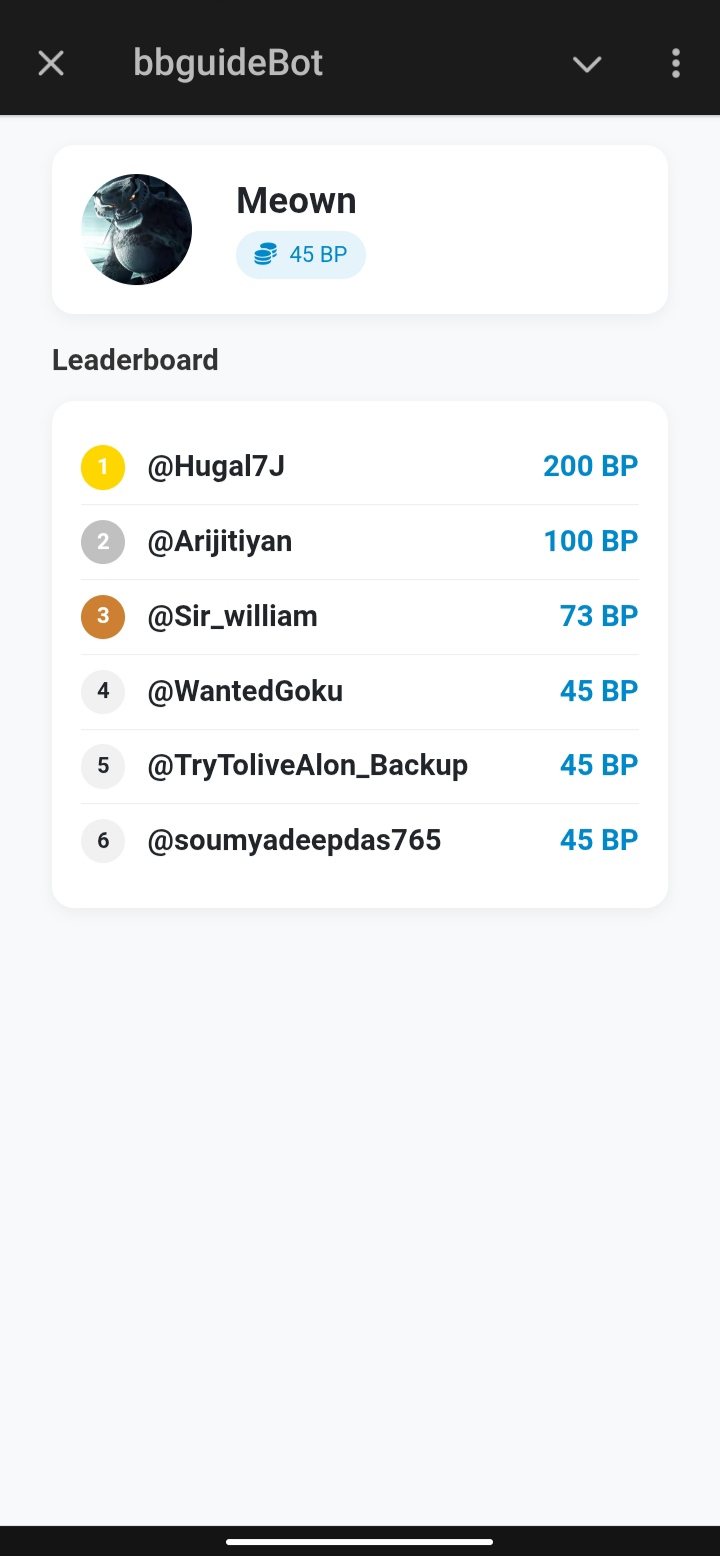 bbguideBot
Meown
45 BP
Leaderboard
1 @Hugal7J 200 BP
2 @Arijitiyan 100 BP
3 @Sir_william 73 BP
4 @WantedGoku 45 BP
5 @TryToliveAlon_Backup 45 BP
6 @soumyadeepdas765 45 BP